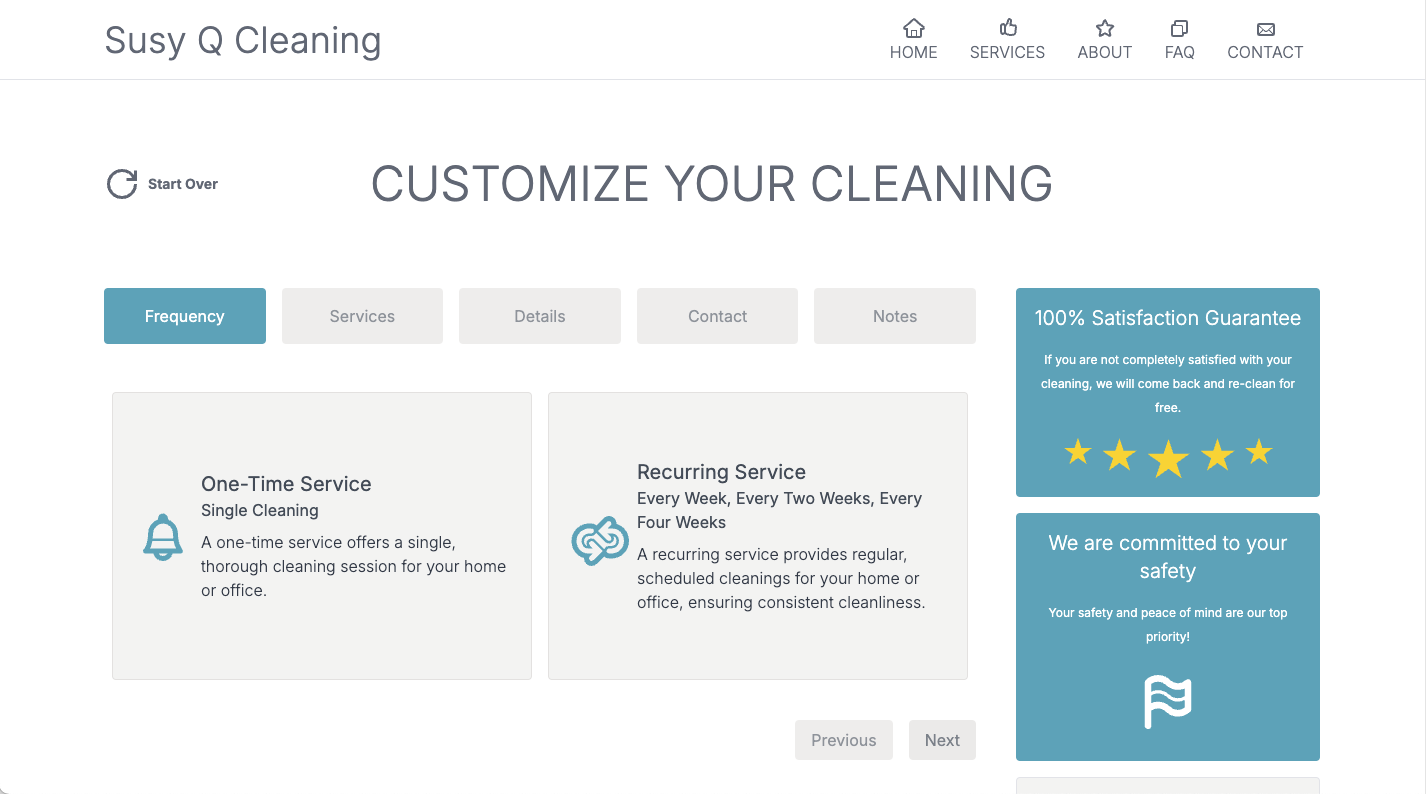 Susy Q Cleaning
HOME
SERVICES
ABOUT
FAQ
CONTACT
Start Over
CUSTOMIZE YOUR CLEANING
Frequency
Services
Details
Contact
Notes
One-Time Service
Single Cleaning
A one-time service offers a single,
thorough cleaning session for your home
or office.
Recurring Service
Every Week, Every Two Weeks, Every
Four Weeks
A recurring service provides regular,
scheduled cleanings for your home or
office, ensuring consistent cleanliness.
Previous
Next
100% Satisfaction Guarantee
If you are not completely satisfied with your
cleaning, we will come back and re-clean for
free.
We are committed to your
safety
Your safety and peace of mind are our top
priority!